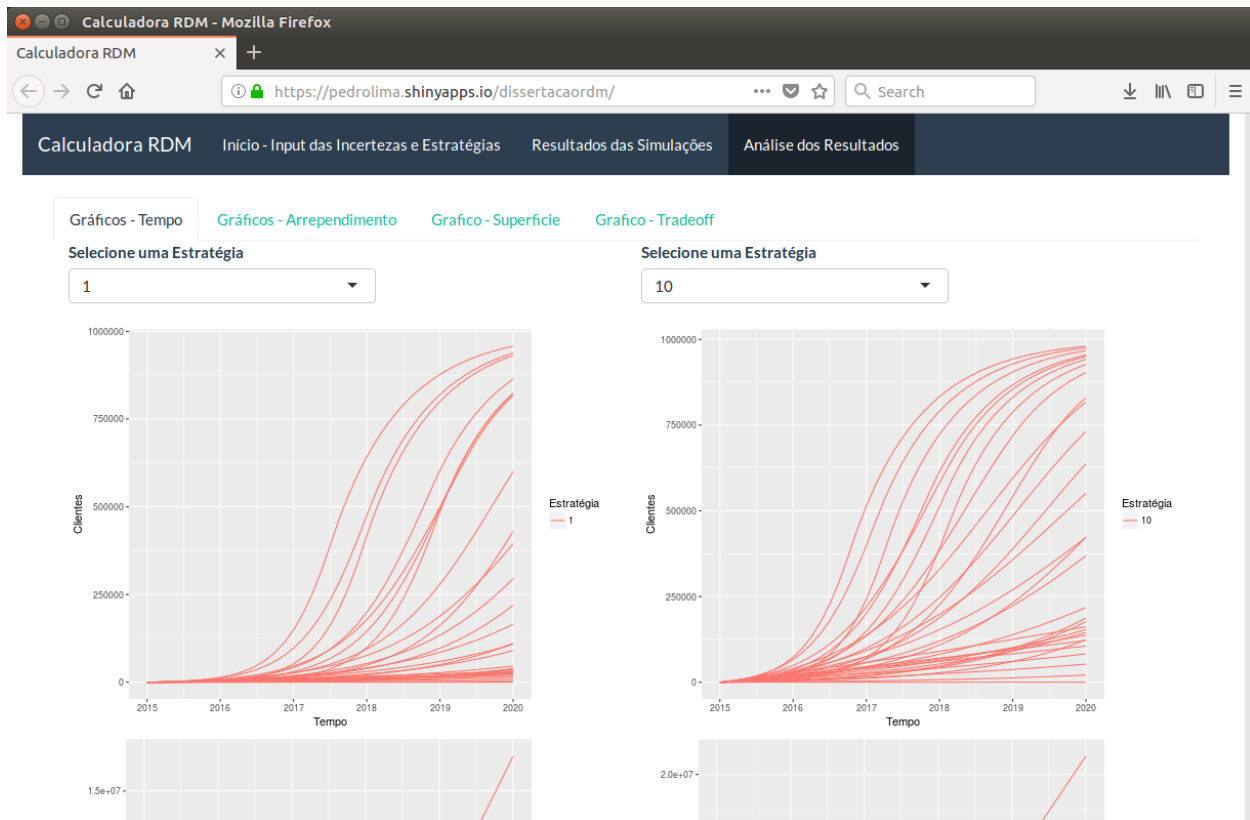 Calculadora RDM - Mozilla Firefox
Calculadora RDM
https://pedrolima.shinyapps.io/dissertacaordm/
Search
Calculadora RDM Início - Input das Incertezas e Estratégias Resultados das Simulações Análise dos Resultados
Gráficos - Tempo Gráficos - Arrependimento Grafico - Superficie Grafico - Tradeoff
Selecione uma Estratégia
1
1000000
750000
500000
250000
0
Clientes
2015 2016 2017 2018 2019 2020
Tempo
Estratégia
1
1.5e+07
Selecione uma Estratégia
10
1000000
750000
500000
250000
0
Clientes
2015 2016 2017 2018 2019 2020
Tempo
Estratégia
10
2.0e+07